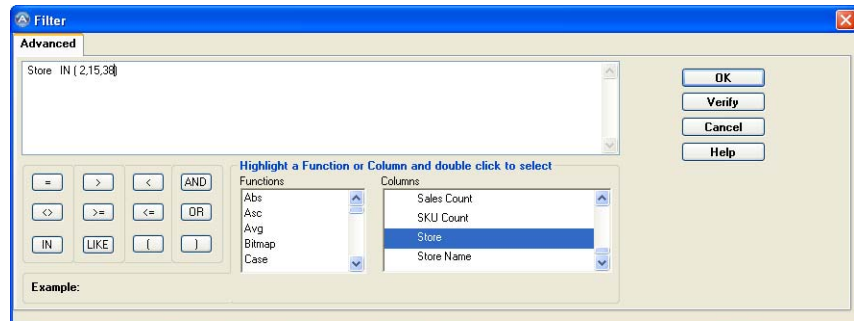 Filter
Advanced
Store IN ( 2,15,38)
OK
Verify
Cancel
Help
Highlight a Function or Column and double click to select
Functions
Columns
= > < AND
<> >= <= OR
IN LIKE ( )
Abs
Asc
Avg
Bitmap
Case
Sales Count
SKU Count
Store
Store Name
Example: